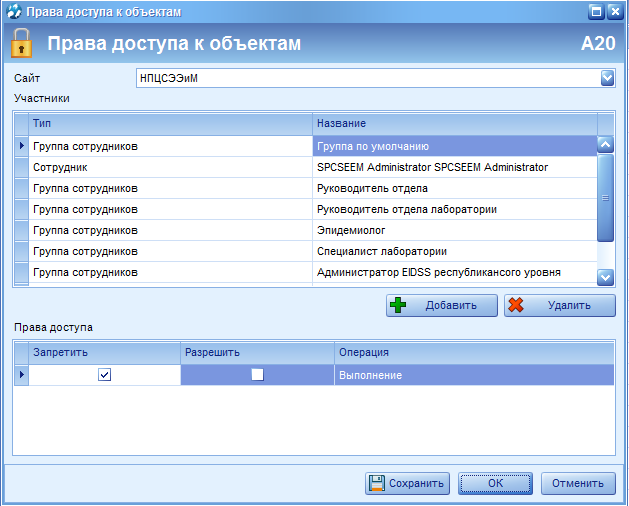 Права доступа к объектам
Права доступа к объектам A20
Сайт НПЦСЭЭиМ
Участники
Тип Название
Группа сотрудников Группа по умолчанию
Сотрудник SPCSEEM Administrator SPCSEEM Administrator
Группа сотрудников Руководитель отдела
Группа сотрудников Руководитель отдела лаборатории
Группа сотрудников Эпидемиолог
Группа сотрудников Специалист лаборатории
Группа сотрудников Администратор EIDSS республикансого уровня
Добавить Удалить
Права доступа
Запретить Разрешить Операция
Выполнение
Сохранить OK Отменить